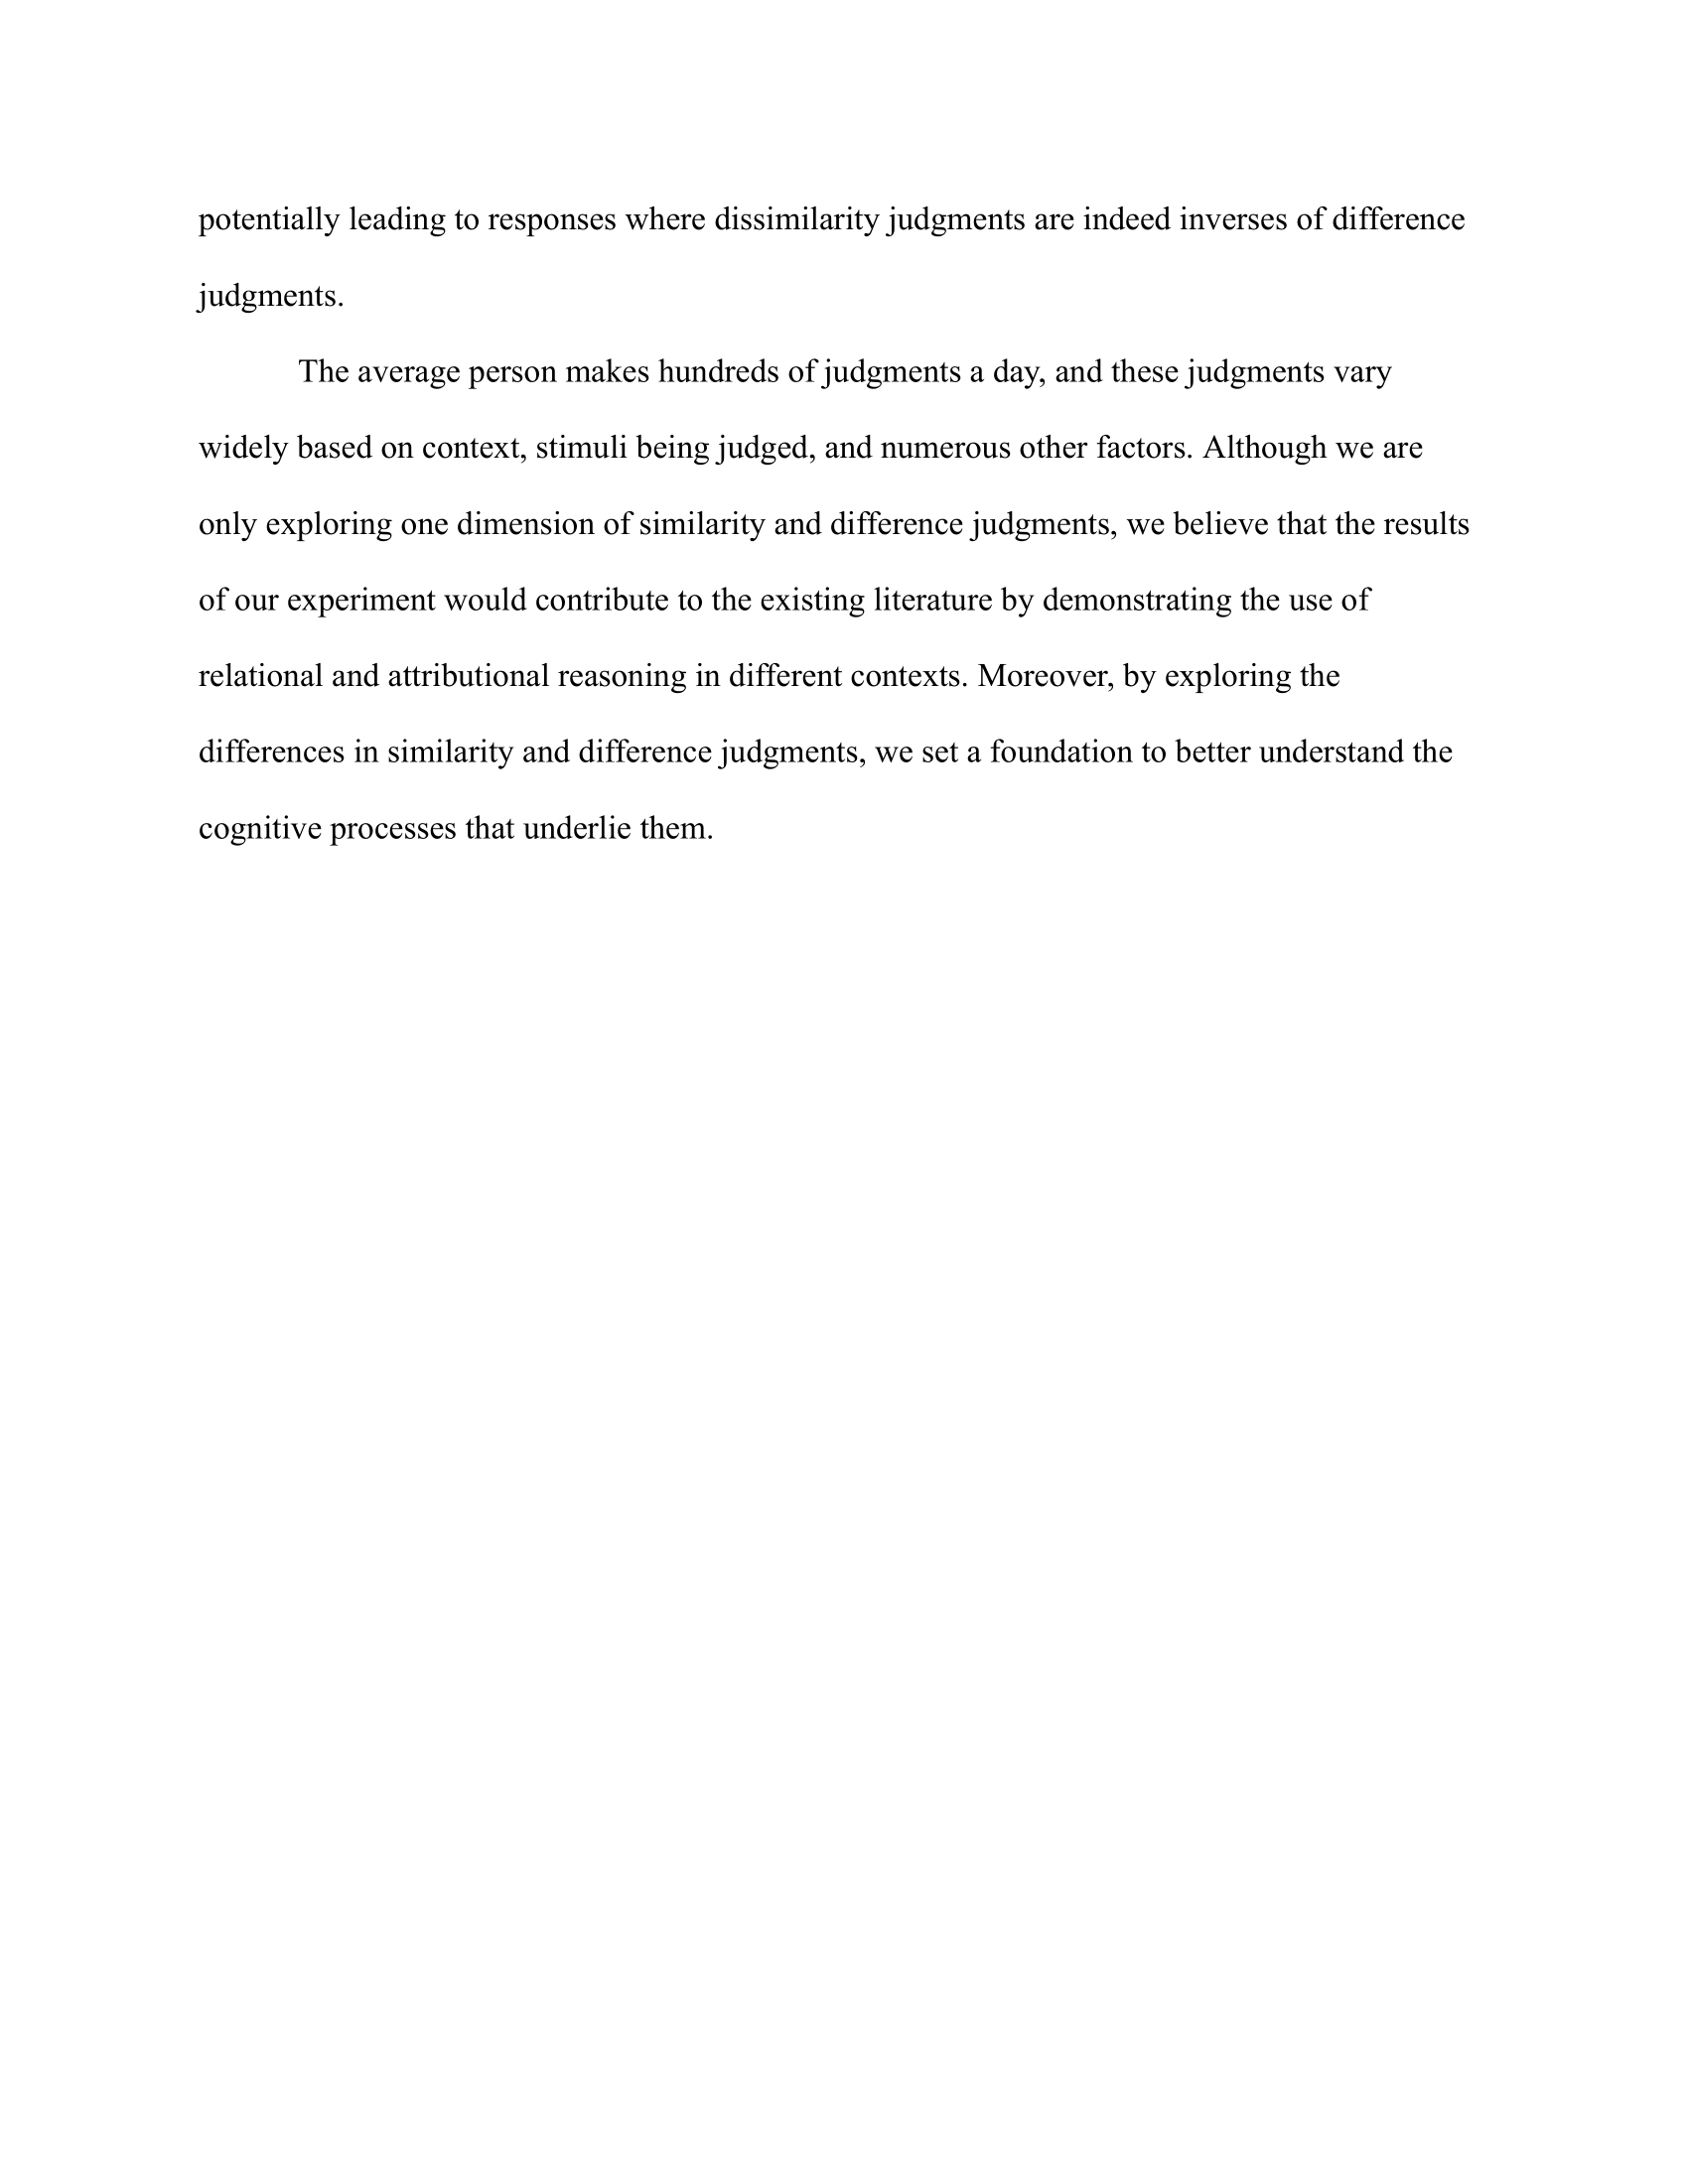 potentially leading to responses where dissimilarity judgments are indeed inverses of difference
judgments.
The average person makes hundreds of judgments a day, and these judgments vary
widely based on context, stimuli being judged, and numerous other factors. Although we are
only exploring one dimension of similarity and difference judgments, we believe that the results
of our experiment would contribute to the existing literature by demonstrating the use of
relational and attributional reasoning in different contexts. Moreover, by exploring the
differences in similarity and difference judgments, we set a foundation to better understand the
cognitive processes that underlie them.